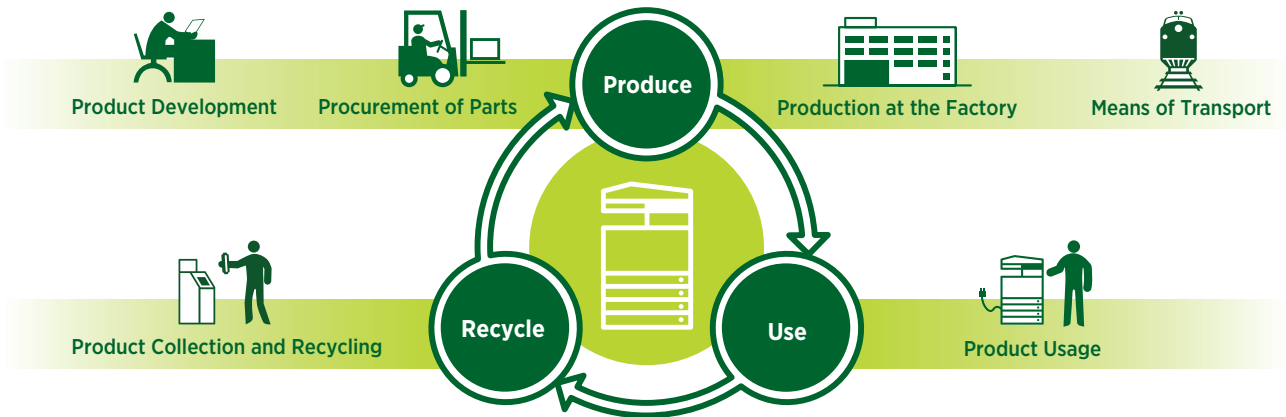 Product Development
Procurement of Parts
Produce
Production at the Factory
Means of Transport
Product Collection and Recycling
Recycle
Use
Product Usage